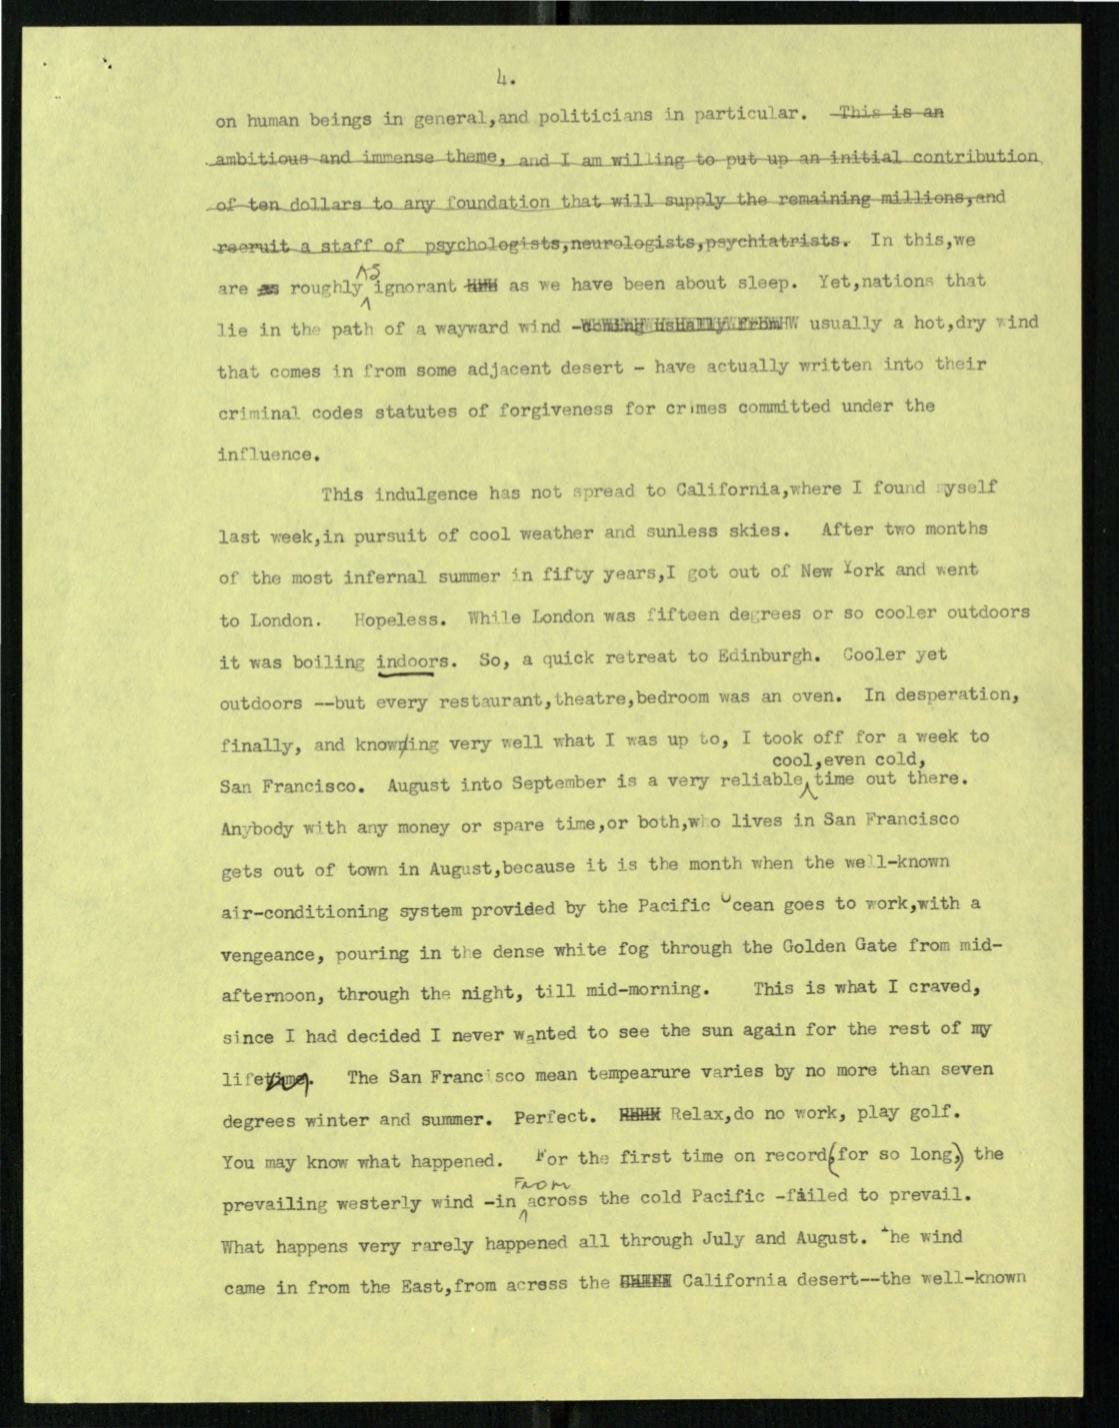 4.
on human beings in general,and politicians in particular. This is an
ambitious and immense theme, and I am willing to put up an initial contribution
of ten dollars to any foundation that will supply the remaining millions,and
recruit a staff of psychologists,neurologists,psychiatrists. In this,we
AS
are as roughly ignorant as we have been about sleep. Yet,nations that
lie in the path of a wayward wind -coming usually from usually a hot,dry wind
that comes in from some adjacent desert - have actually written into their
criminal codes statutes of forgiveness for crimes committed under the
influence.
This indulgence has not spread to California,where I found myself
last week,in pursuit of cool weather and sunless skies. After two months
of the most infernal summer in fifty years,I got out of New York and went
to London. Hopeless. While London was fifteen degrees or so cooler outdoors
it was boiling indoors. So, a quick retreat to Edinburgh. Cooler yet
outdoors --but every restaurant,theatre,bedroom was an oven. In desperation,
finally, and knowing very well what I was up to, I took off for a week to
cool,even cold,
San Francisco. August into September is a very reliable time out there.
Anybody with any money or spare time,or both,who lives in San Francisco
gets out of town in August,because it is the month when the well-known
air-conditioning system provided by the Pacific Ocean goes to work,with a
vengeance, pouring in the dense white fog through the Golden Gate from mid-
afternoon, through the night, till mid-morning. This is what I craved,
since I had decided I never wanted to see the sun again for the rest of my
life. The San Francisco mean tempearure varies by no more than seven
degrees winter and summer. Perfect. Relax,do no work, play golf.
You may know what happened. For the first time on record(for so long,) the
FROM
prevailing westerly wind -in across the cold Pacific -failed to prevail.
What happens very rarely happened all through July and August. The wind
came in from the East,from across the California desert--the well-known